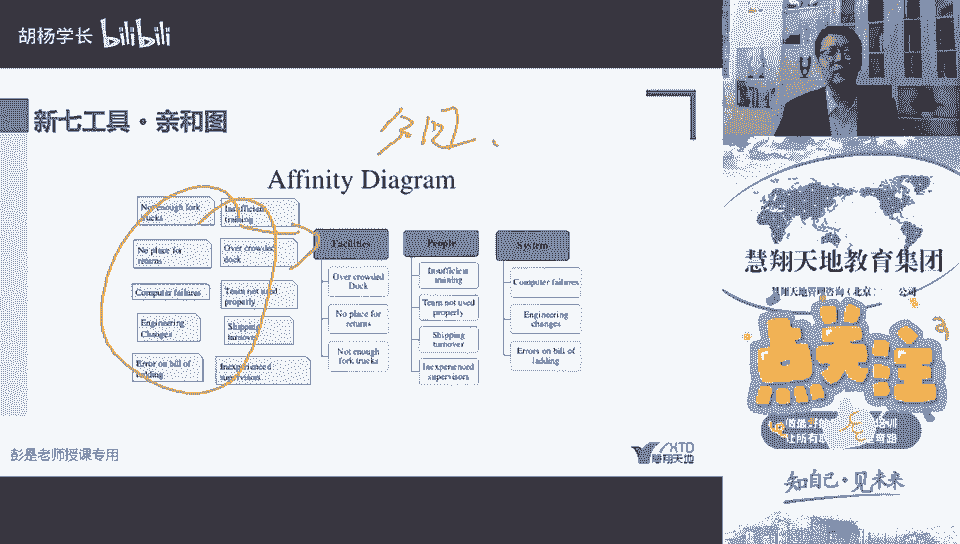 胡杨学长 bilibili
新七工具·亲和图
Affinity Diagram
No enough fork trucks
Insufficient training
No place for returns
Over crowded dock
Computer failures
Team not used properly
Engineering Changes
Shipping turnover
Error on bill of ladding
Inexperienced supervisors
Facilities
Over crowded Dock
No place for returns
Not enough fork trucks
People
Insufficient training
Team not used properly
Shipping turnover
Inexperienced supervisors
System
Computer failures
Engineering changes
Errors on bill of ladding
彭是老师授课专用
XTD
慧翔天地
慧翔天地教育集团
慧翔天地管理咨询（北京
公司
点关注
知自己·见未来